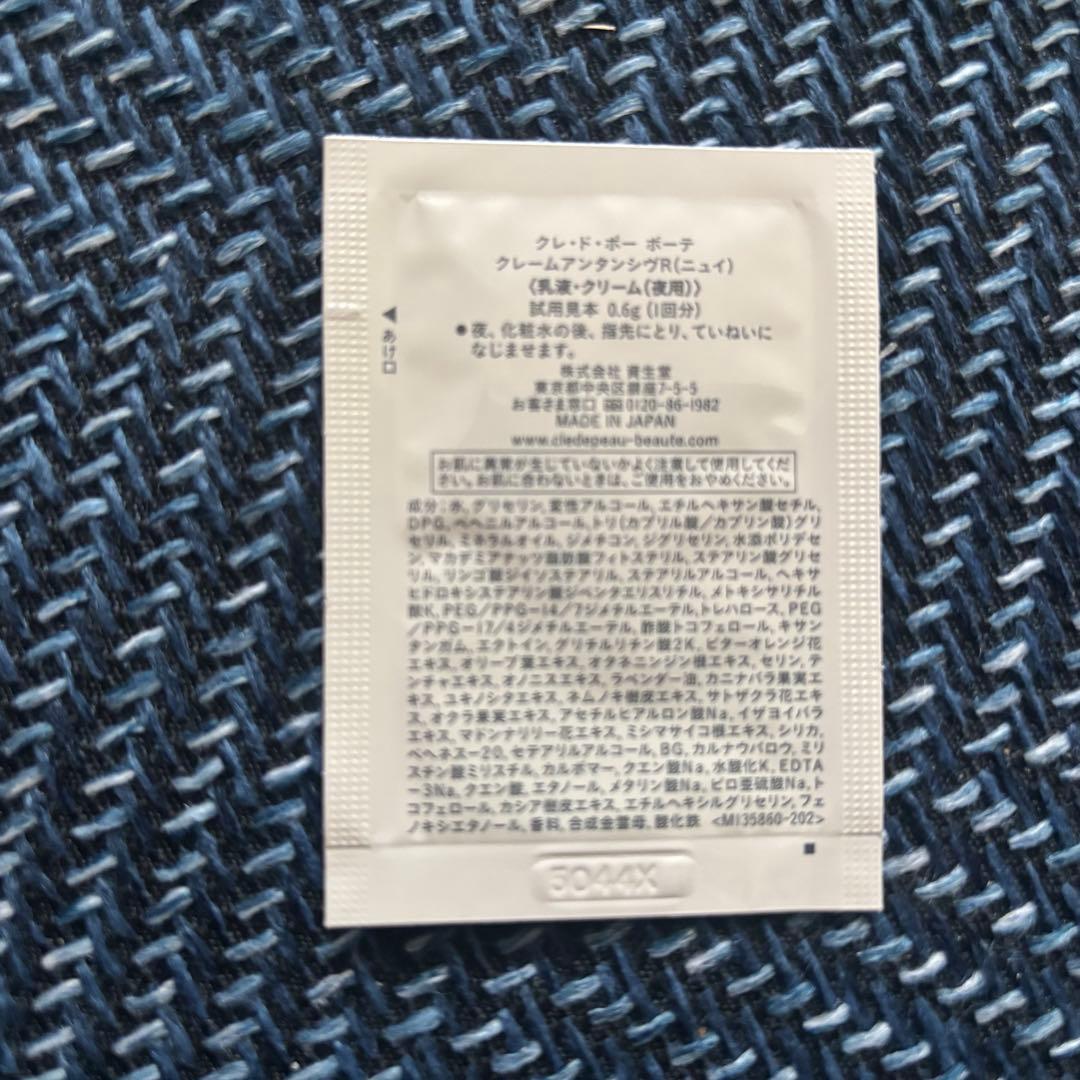 クレ・ド・ポー ボーテ
クレームアンタンシヴR(ニュイ)
《乳液・クリーム(夜用)》
試用見本 0.6g (1回分)
●夜、化粧水の後、指先にとり、ていねいに
なじませます。
◀あけ口
株式会社 資生堂
東京都中央区銀座7-5-5
お客さま窓口 0120-86-1982
MADE IN JAPAN
www.cledepeau-beaute.com
お肌に異常が生じていないかよく注意して使用してくだ
さい。お肌に合わないときは、ご使用をおやめください。
成分：水, グリセリン, 変性アルコール, エチルヘキサン酸セチル,
DPG, ベヘニルアルコール, トリ(カプリル酸／カプリン酸)グリ
セリル, ミネラルオイル, ジメチコン, ジグリセリン, 水添ポリデセ
ン, マカデミアナッツ脂肪酸フィトステリル, ステアリン酸グリセ
リル, リンゴ酸ジイソステアリル, ステアリルアルコール, ヘキサ
ヒドロキシステアリン酸ジペンタエリスリチル, メトキシサリチル
酸K, PEG／PPG-14／7ジメチルエーテル, トレハロース, PEG
／PPG-17／4ジメチルエーテル, 酢酸トコフェロール, キサン
タンガム, エクトイン, グリチルリチン酸2K, ビターオレンジ花
エキス, オリーブ葉エキス, オタネニンジン根エキス, セリン, テ
ンチャエキス, オノニスエキス, ラベンダー油, カニナバラ果実エ
キス, ユキノシタエキス, ネムノキ樹皮エキス, サトザクラ花エキ
ス, オクラ果実エキス, アセチルヒアルロン酸Na, イザヨイバラ
エキス, マドンナリリー花エキス, ミシマサイコ根エキス, シリカ,
ベヘネス-20, セテアリルアルコール, BG, カルナウバロウ, ミリ
スチン酸ミリスチル, カルボマー, クエン酸Na, 水酸化K, EDTA
-3Na, クエン酸, エタノール, メタリン酸Na, ピロ亜硫酸Na, ト
コフェロール, カシア樹皮エキス, エチルヘキシルグリセリン, フェ
ノキシエタノール, 香料, 合成金雲母, 酸化鉄 <MI35860-202>
3044X